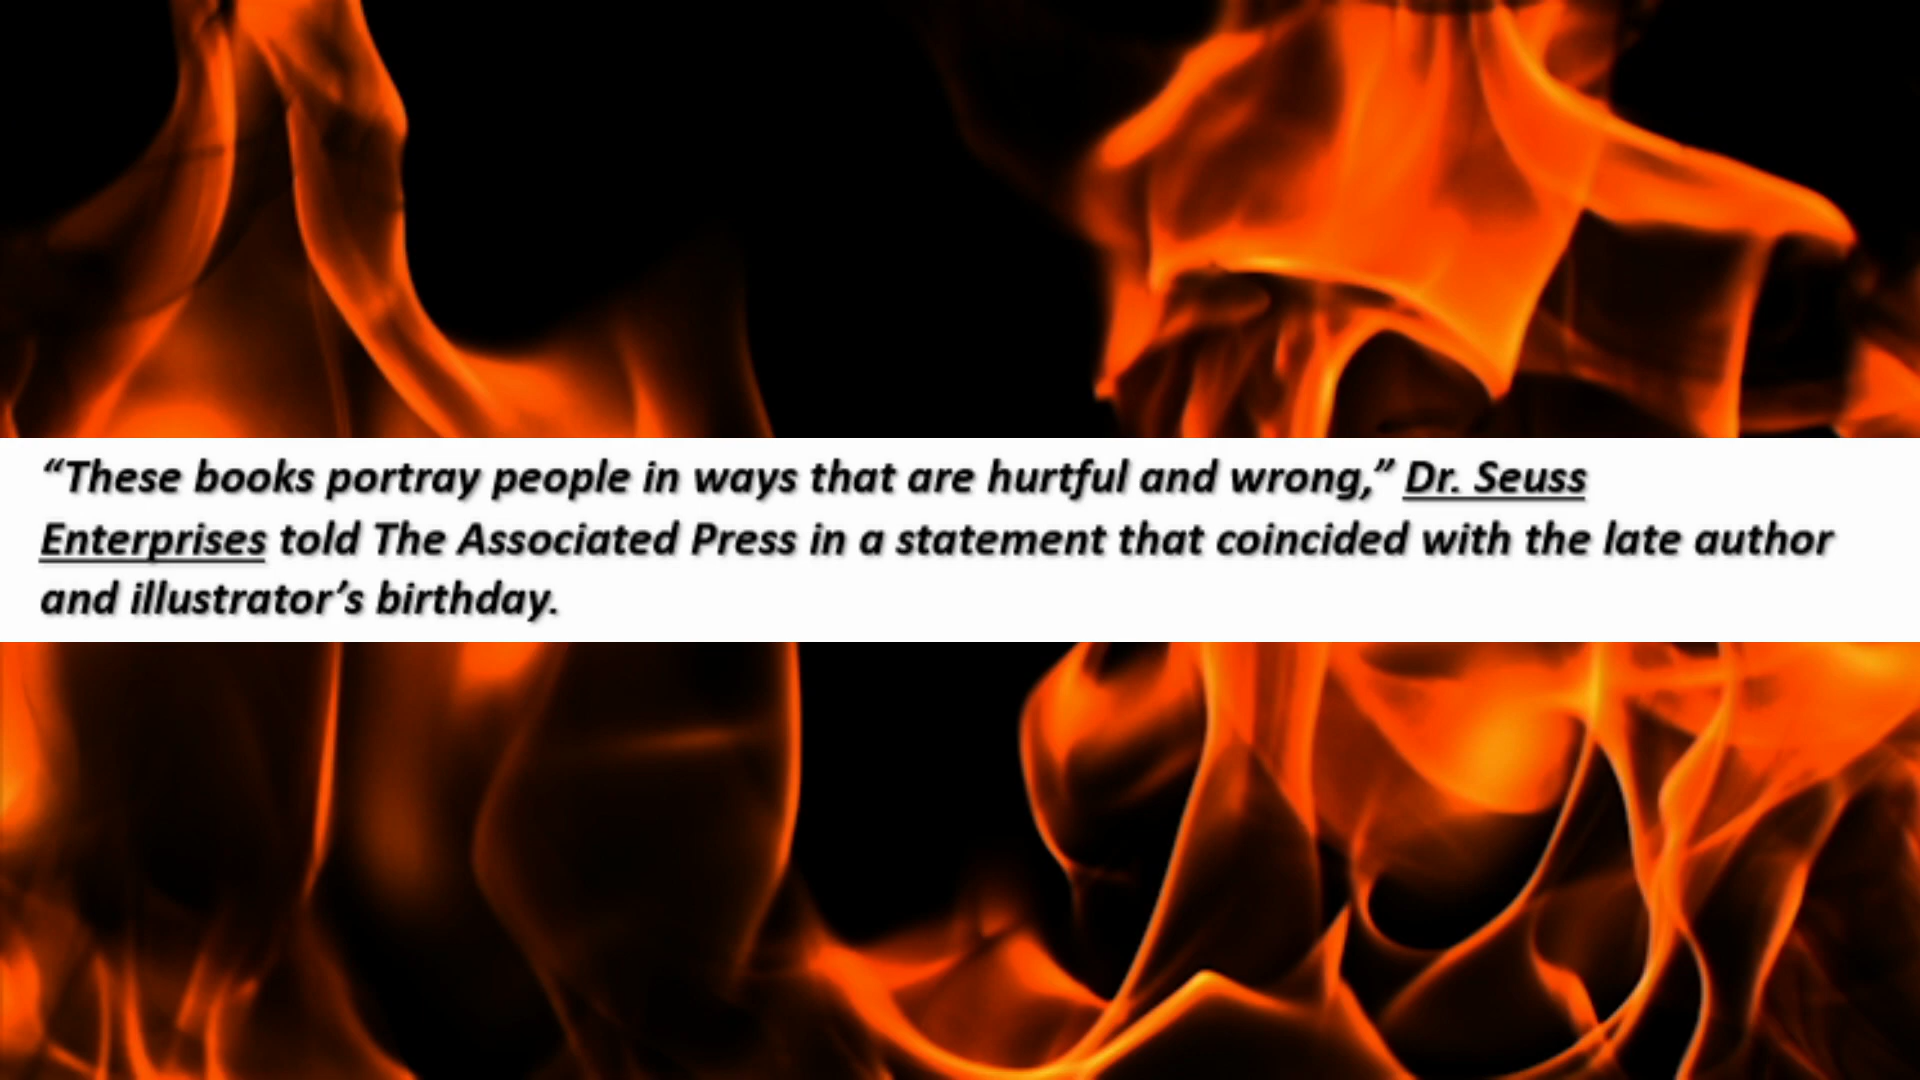 “These books portray people in ways that are hurtful and wrong,” Dr. Seuss
Enterprises told The Associated Press in a statement that coincided with the late author
and illustrator’s birthday.